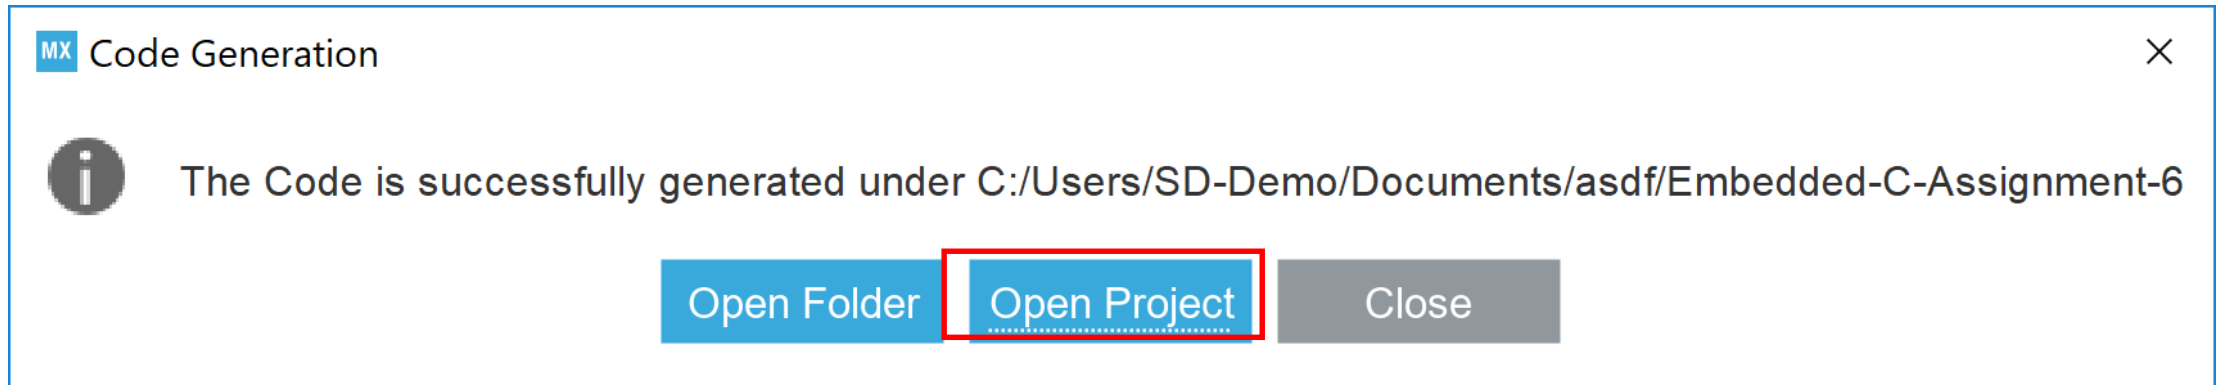 MX Code Generation
The Code is successfully generated under C:/Users/SD-Demo/Documents/asdf/Embedded-C-Assignment-6
Open Folder Open Project Close